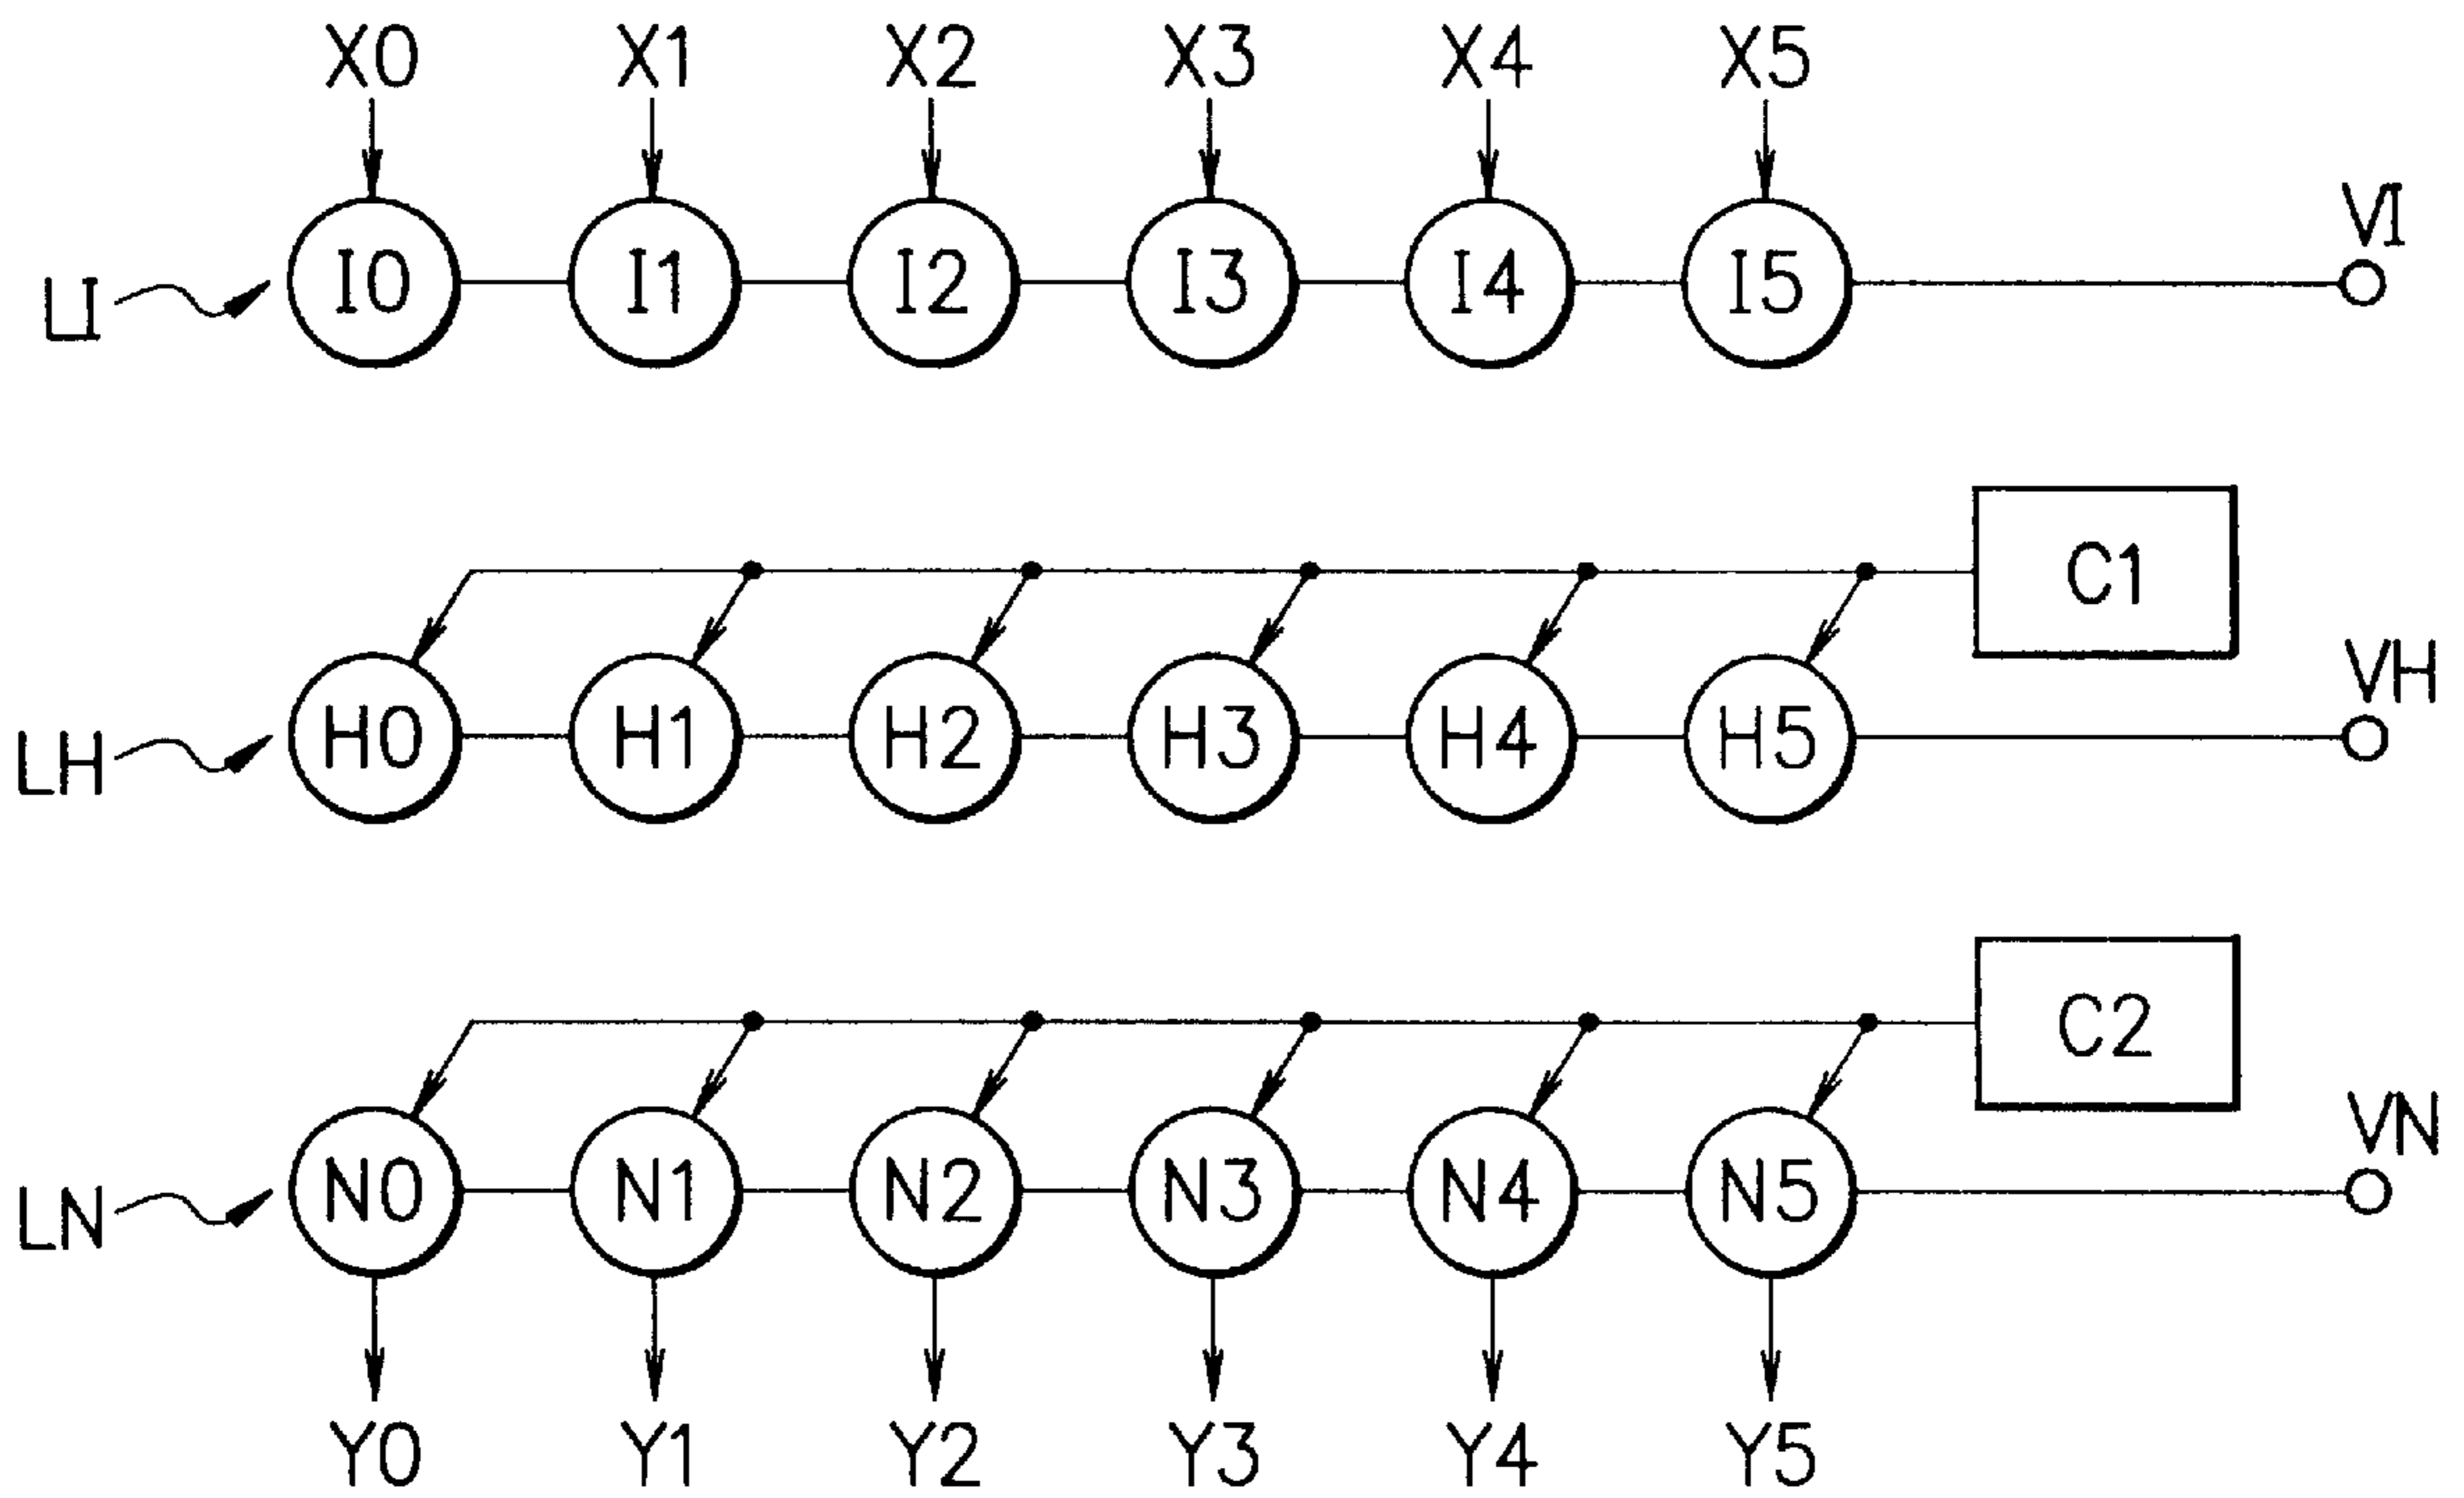 X0 X1 X2 X3 X4 X5
VI
LI I0 I1 I2 I3 I4 I5
C1
VH
LH H0 H1 H2 H3 H4 H5
C2
VN
LN N0 N1 N2 N3 N4 N5
Y0 Y1 Y2 Y3 Y4 Y5